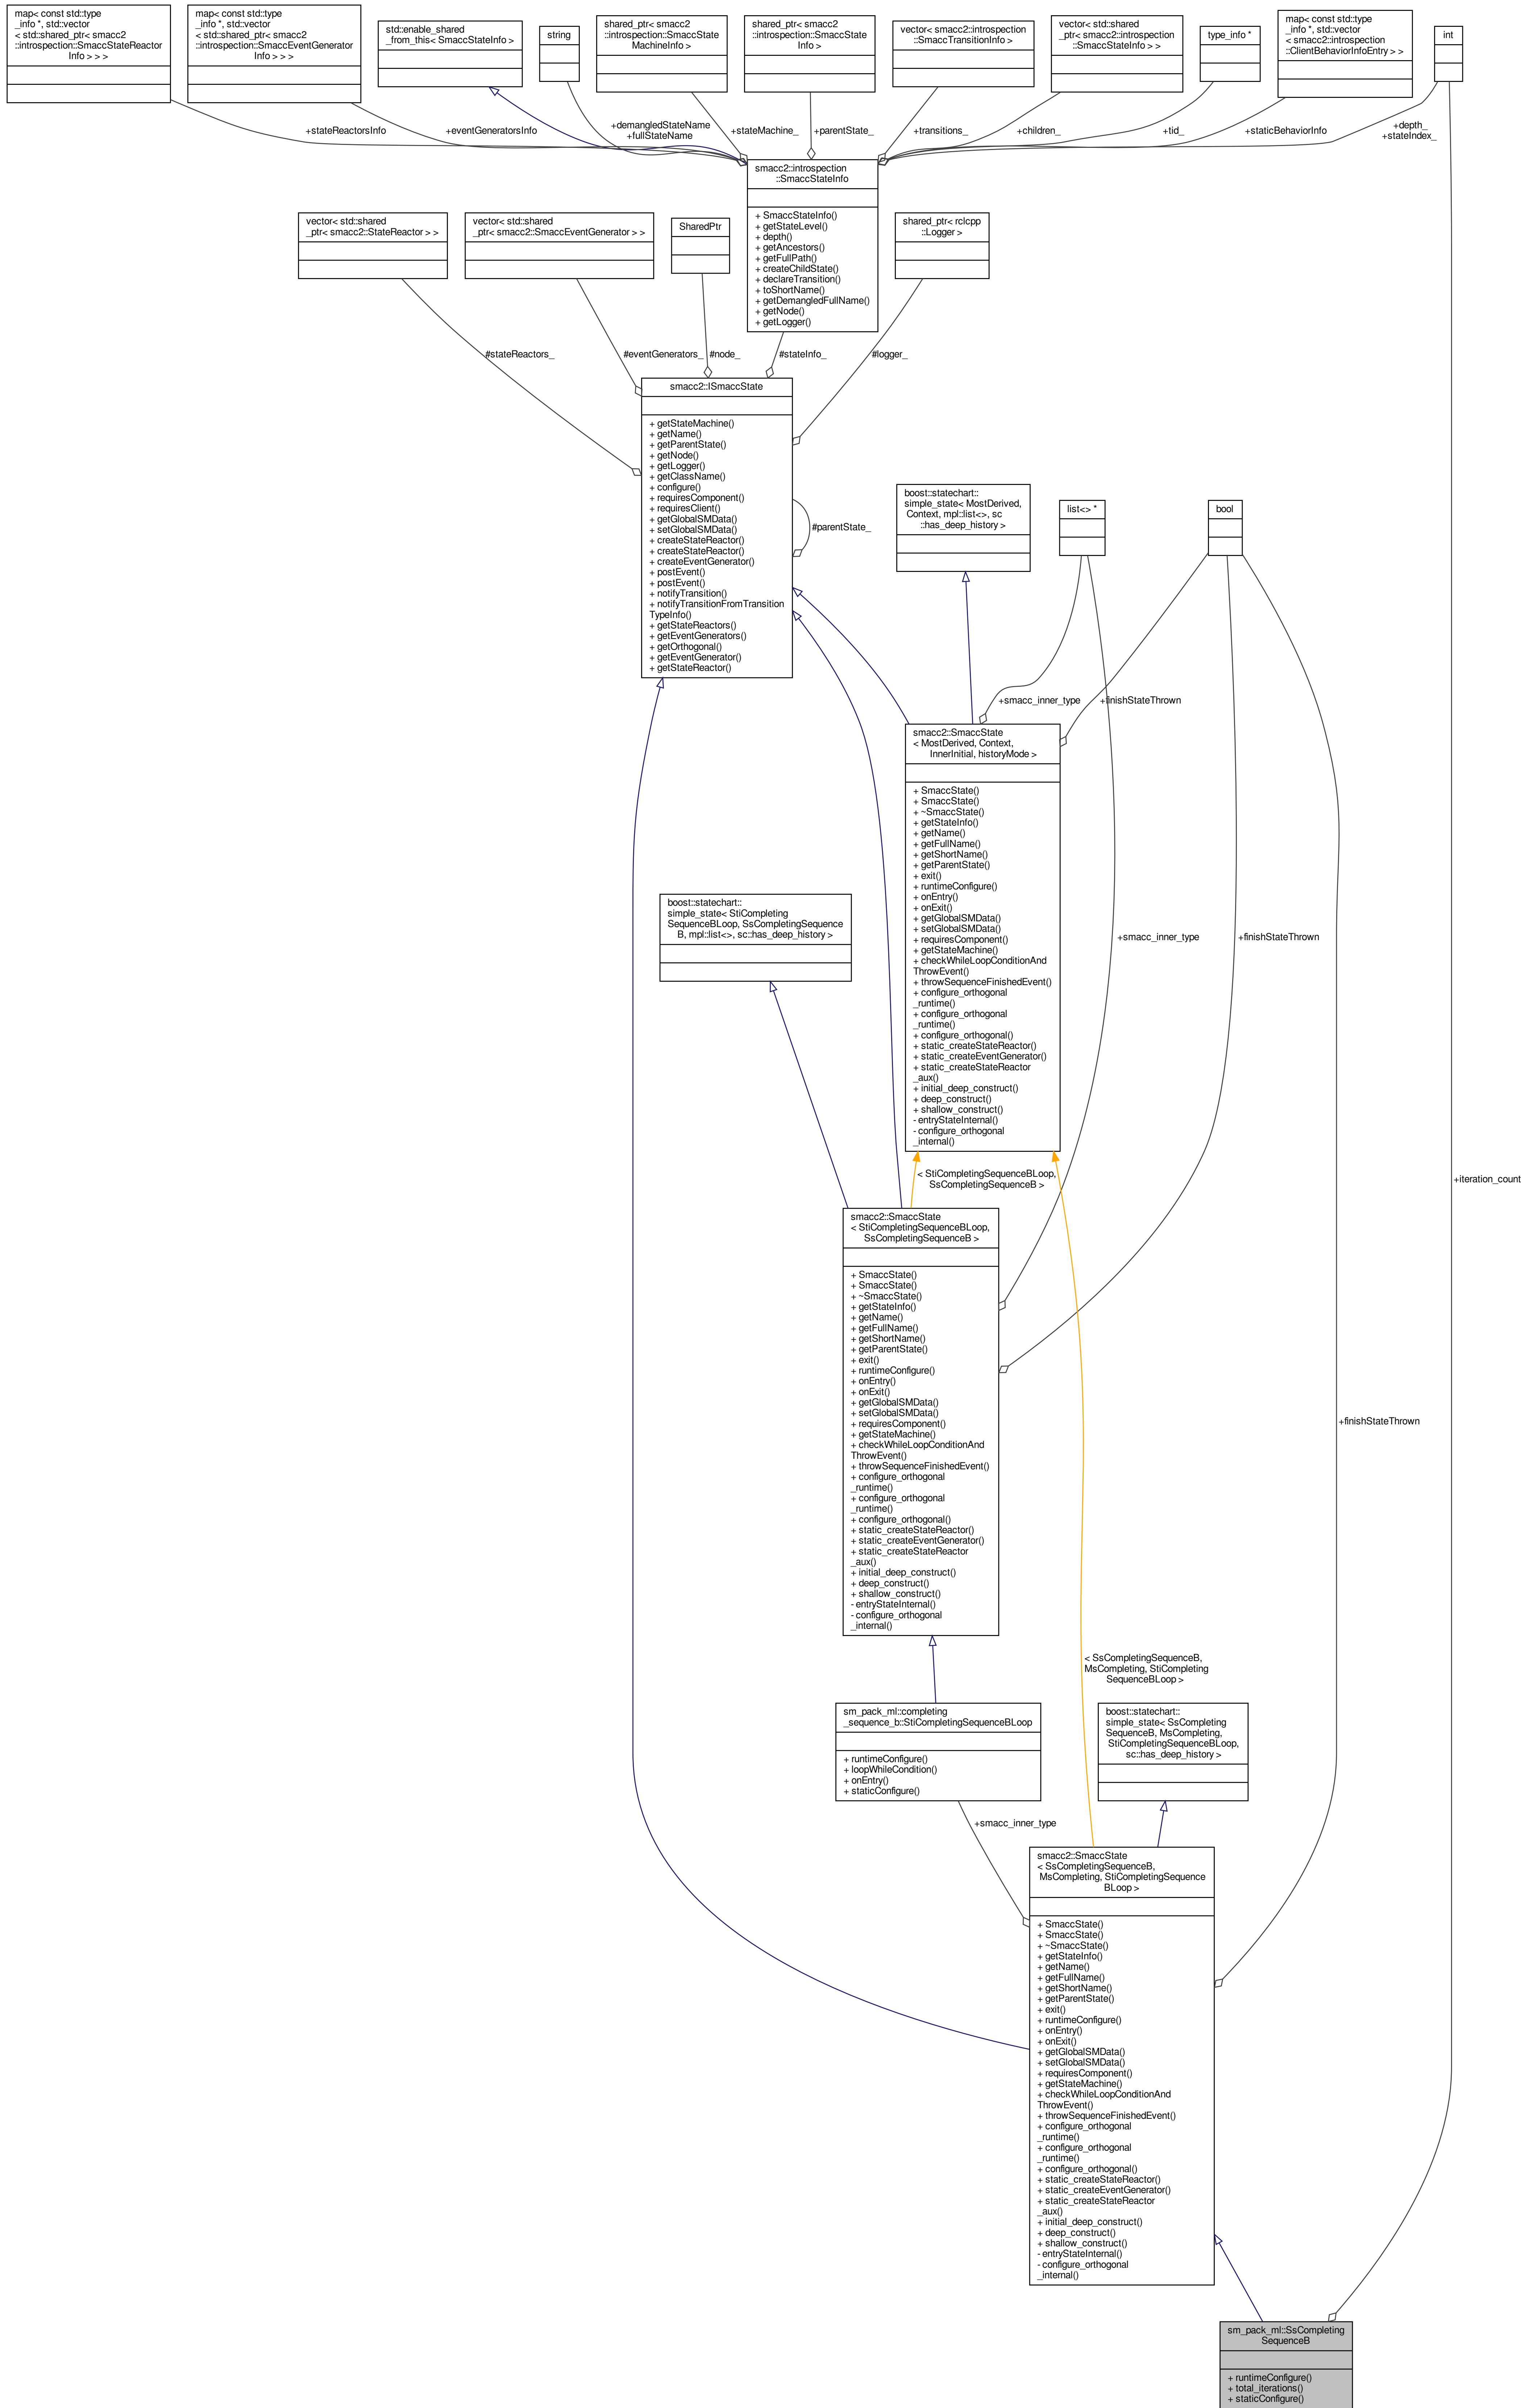 map< const std::type
_info *, std::vector
< std::shared_ptr< smacc2
::introspection::SmaccStateReactor
Info > > >
map< const std::type
_info *, std::vector
< std::shared_ptr< smacc2
::introspection::SmaccEventGenerator
Info > > >
std::enable_shared
_from_this< SmaccStateInfo >
string
shared_ptr< smacc2
::introspection::SmaccState
MachineInfo >
shared_ptr< smacc2
::introspection::SmaccState
Info >
vector< smacc2::introspection
::SmaccTransitionInfo >
vector< std::shared
_ptr< smacc2::introspection
::SmaccStateInfo > >
type_info *
map< const std::type
_info *, std::vector
< smacc2::introspection
::ClientBehaviorInfoEntry > >
int
+stateReactorsInfo
+eventGeneratorsInfo
+demangledStateName
+fullStateName
+stateMachine_
+parentState_
+transitions_
+children_
+tid_
+staticBehaviorInfo
+depth_
+stateIndex_
smacc2::introspection
::SmaccStateInfo
+ SmaccStateInfo()
+ getStateLevel()
+ depth()
+ getAncestors()
+ getFullPath()
+ createChildState()
+ declareTransition()
+ toShortName()
+ getDemangledFullName()
+ getNode()
+ getLogger()
vector< std::shared
_ptr< smacc2::StateReactor > >
vector< std::shared
_ptr< smacc2::SmaccEventGenerator > >
SharedPtr
shared_ptr< rclcpp
::Logger >
#stateReactors_
#eventGenerators_
#node_
#stateInfo_
#logger_
smacc2::ISmaccState
+ getStateMachine()
+ getName()
+ getParentState()
+ getNode()
+ getLogger()
+ getClassName()
+ configure()
+ requiresComponent()
+ requiresClient()
+ getGlobalSMData()
+ setGlobalSMData()
+ createStateReactor()
+ createStateReactor()
+ createEventGenerator()
+ postEvent()
+ postEvent()
+ notifyTransition()
+ notifyTransitionFromTransition
TypeInfo()
+ getStateReactors()
+ getEventGenerators()
+ getOrthogonal()
+ getEventGenerator()
+ getStateReactor()
#parentState_
boost::statechart::
simple_state< MostDerived,
Context, mpl::list<>, sc
::has_deep_history >
list<> *
bool
+smacc_inner_type
+finishStateThrown
smacc2::SmaccState
< MostDerived, Context,
InnerInitial, historyMode >
+ SmaccState()
+ SmaccState()
+ ~SmaccState()
+ getStateInfo()
+ getName()
+ getFullName()
+ getShortName()
+ getParentState()
+ exit()
+ runtimeConfigure()
+ onEntry()
+ onExit()
+ getGlobalSMData()
+ setGlobalSMData()
+ requiresComponent()
+ getStateMachine()
+ checkWhileLoopConditionAnd
ThrowEvent()
+ throwSequenceFinishedEvent()
+ configure_orthogonal
_runtime()
+ configure_orthogonal
_runtime()
+ configure_orthogonal()
+ static_createStateReactor()
+ static_createEventGenerator()
+ static_createStateReactor
_aux()
+ initial_deep_construct()
+ deep_construct()
+ shallow_construct()
- entryStateInternal()
- configure_orthogonal
_internal()
boost::statechart::
simple_state< StiCompleting
SequenceBLoop, SsCompletingSequence
B, mpl::list<>, sc::has_deep_history >
+smacc_inner_type
+finishStateThrown
+iteration_count
< StiCompletingSequenceBLoop,
SsCompletingSequenceB >
smacc2::SmaccState
< StiCompletingSequenceBLoop,
SsCompletingSequenceB >
+ SmaccState()
+ SmaccState()
+ ~SmaccState()
+ getStateInfo()
+ getName()
+ getFullName()
+ getShortName()
+ getParentState()
+ exit()
+ runtimeConfigure()
+ onEntry()
+ onExit()
+ getGlobalSMData()
+ setGlobalSMData()
+ requiresComponent()
+ getStateMachine()
+ checkWhileLoopConditionAnd
ThrowEvent()
+ throwSequenceFinishedEvent()
+ configure_orthogonal
_runtime()
+ configure_orthogonal
_runtime()
+ configure_orthogonal()
+ static_createStateReactor()
+ static_createEventGenerator()
+ static_createStateReactor
_aux()
+ initial_deep_construct()
+ deep_construct()
+ shallow_construct()
- entryStateInternal()
- configure_orthogonal
_internal()
+finishStateThrown
< SsCompletingSequenceB,
MsCompleting, StiCompleting
SequenceBLoop >
sm_pack_ml::completing
_sequence_b::StiCompletingSequenceBLoop
+ runtimeConfigure()
+ loopWhileCondition()
+ onEntry()
+ staticConfigure()
boost::statechart::
simple_state< SsCompleting
SequenceB, MsCompleting,
StiCompletingSequenceBLoop,
sc::has_deep_history >
+smacc_inner_type
smacc2::SmaccState
< SsCompletingSequenceB,
MsCompleting, StiCompletingSequence
BLoop >
+ SmaccState()
+ SmaccState()
+ ~SmaccState()
+ getStateInfo()
+ getName()
+ getFullName()
+ getShortName()
+ getParentState()
+ exit()
+ runtimeConfigure()
+ onEntry()
+ onExit()
+ getGlobalSMData()
+ setGlobalSMData()
+ requiresComponent()
+ getStateMachine()
+ checkWhileLoopConditionAnd
ThrowEvent()
+ throwSequenceFinishedEvent()
+ configure_orthogonal
_runtime()
+ configure_orthogonal
_runtime()
+ configure_orthogonal()
+ static_createStateReactor()
+ static_createEventGenerator()
+ static_createStateReactor
_aux()
+ initial_deep_construct()
+ deep_construct()
+ shallow_construct()
- entryStateInternal()
- configure_orthogonal
_internal()
sm_pack_ml::SsCompleting
SequenceB
+ runtimeConfigure()
+ total_iterations()
+ staticConfigure()